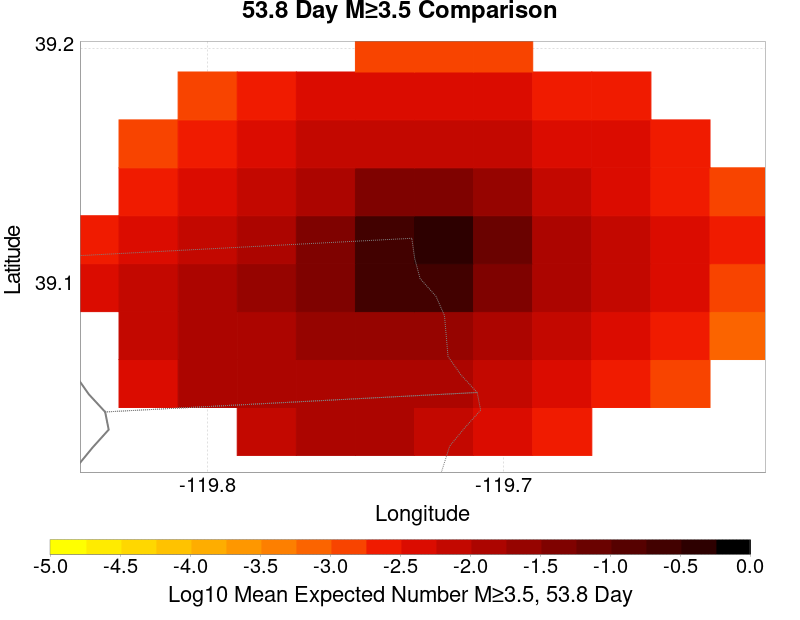 53.8 Day M≥3.5 Comparison
39.2
39.1
Latitude
-119.8 -119.7
Longitude
-5.0 -4.5 -4.0 -3.5 -3.0 -2.5 -2.0 -1.5 -1.0 -0.5 0.0
Log10 Mean Expected Number M≥3.5, 53.8 Day